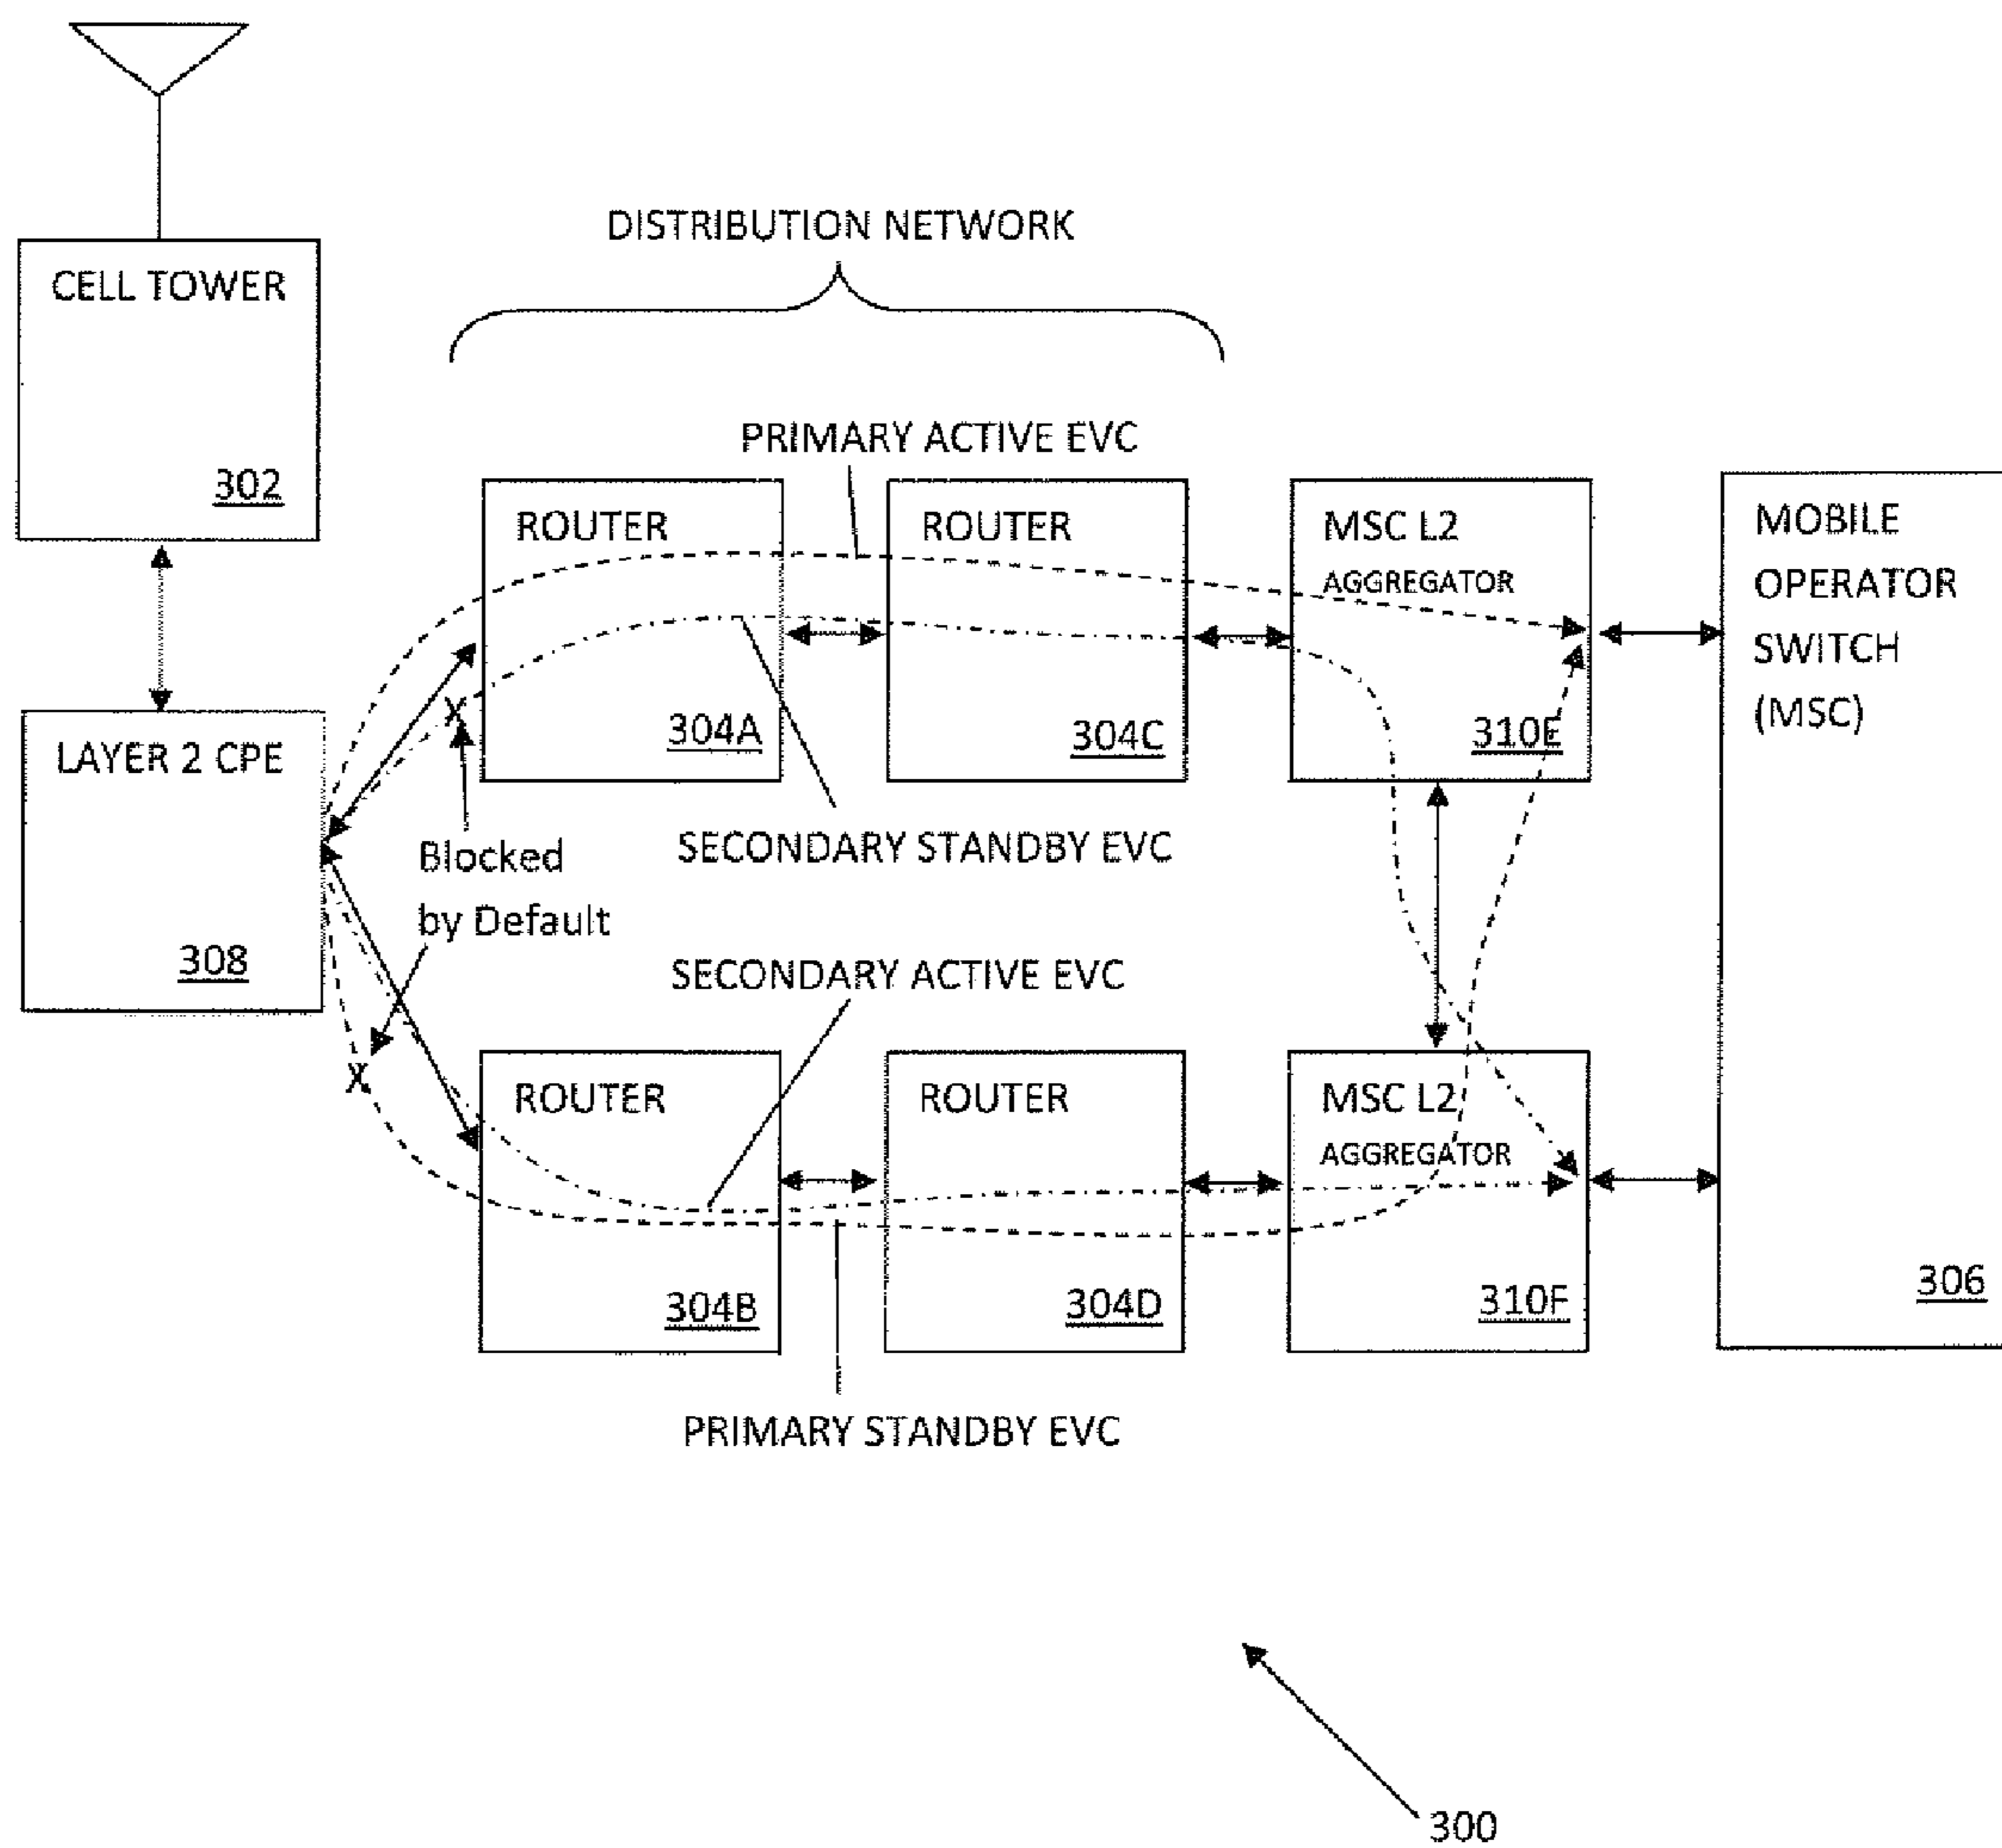 DISTRIBUTION NETWORK
CELL TOWER
302
PRIMARY ACTIVE EVC
ROUTER
304A
ROUTER
304C
MSC L2
AGGREGATOR
310E
MOBILE
OPERATOR
SWITCH
(MSC)
306
LAYER 2 CPE
308
X
Blocked
by Default
X
SECONDARY STANDBY EVC
SECONDARY ACTIVE EVC
ROUTER
304B
ROUTER
304D
MSC L2
AGGREGATOR
310F
PRIMARY STANDBY EVC
300